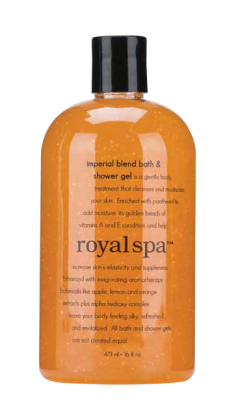 imperial blend bath &
shower gel is a gentle body
treatment that cleanses and moisturizes
your skin. Enriched with panthenol to
add moisture. its golden beads of
vitamins A and E condition and help
royal spa™
increase skin's elasticity and suppleness.
Enhanced with invigorating aromatherapy
botanicals like apple, lemon and orange
extracts plus alpha hydroxy complex
leave your body feeling silky, refreshed,
and revitalized. All bath and shower gels
are not created equal.
473 ml • 16 fl oz